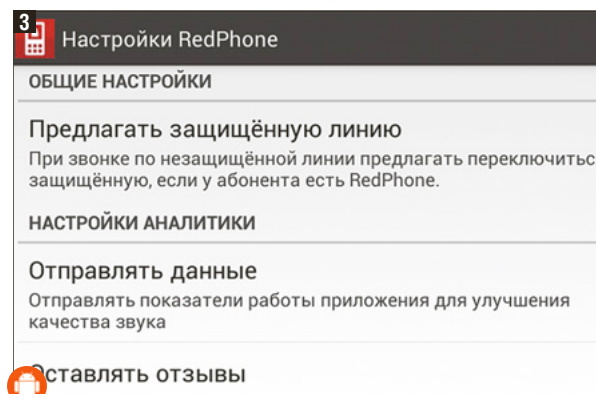 3
Настройки RedPhone
ОБЩИЕ НАСТРОЙКИ
Предлагать защищённую линию
При звонке по незащищённой линии предлагать переключитьс
защищённую, если у абонента есть RedPhone.
НАСТРОЙКИ АНАЛИТИКИ
Отправлять данные
Отправлять показатели работы приложения для улучшения
качества звука
Оставлять отзывы